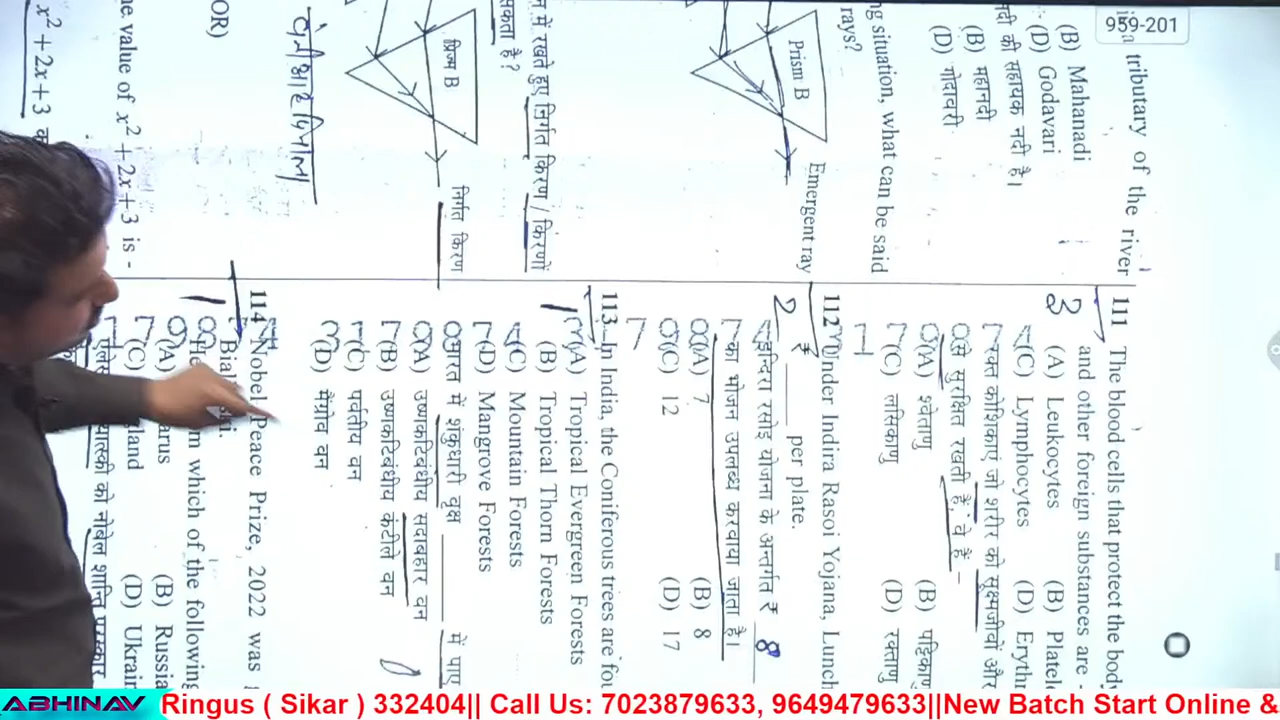 959-201
tributary of the river
(B) Mahanadi
(D) Godavari
नदी की सहायक नदी है।
(B) महानदी
(D) गोदावरी
ng situation, what can be said
rays?
Prism B
Emergent ray
न में रखते हुए निर्गत किरण / किरणों
सकता है?
प्रिज्म B
निर्गत किरण
OR)
he value of x² + 2x + 3 is -
x² + 2x + 3
111 The blood cells that protect the body
and other foreign substances are -
(A) Leukocytes
(B) Platel
(C) Lymphocytes
(D) Erythr
रक्त कोशिकाएं जो शरीर को सूक्ष्मजीवों और
से सुरक्षित रखती हैं, वे हैं –
(A) श्वेताणु
(B) पट्टिकाणु
(C) लसिकाणु
(D) रक्ताणु
112 Under Indira Rasoi Yojana, Lunch
₹ ____ per plate.
इन्दिरा रसोइ योजना के अन्तर्गत ₹ 8
का भोजन उपलब्ध करवाया जाता है।
(A) 7
(B) 8
(C) 12
(D) 17
113 In India, the Coniferous trees are fou
(A) Tropical Evergreen Forests
(B) Tropical Thorn Forests
(C) Mountain Forests
(D) Mangrove Forests
भारत में शंकुधारी वृक्ष ____ में पाए
(A) उष्णकटिबंधीय सदाबहार वन
(B) उष्णकटिबंधीय कंटीले वन
(C) पर्वतीय वन
(D) मैंग्रोव वन
114 Nobel Peace Prize, 2022 was
Bial
which of the following
(A)
(B) Russia
(C)
(D) Ukrain
को नोबेल शान्ति पुरस्कार
ABHINAV
Ringus ( Sikar ) 332404|| Call Us: 7023879633, 9649479633||New Batch Start Online &